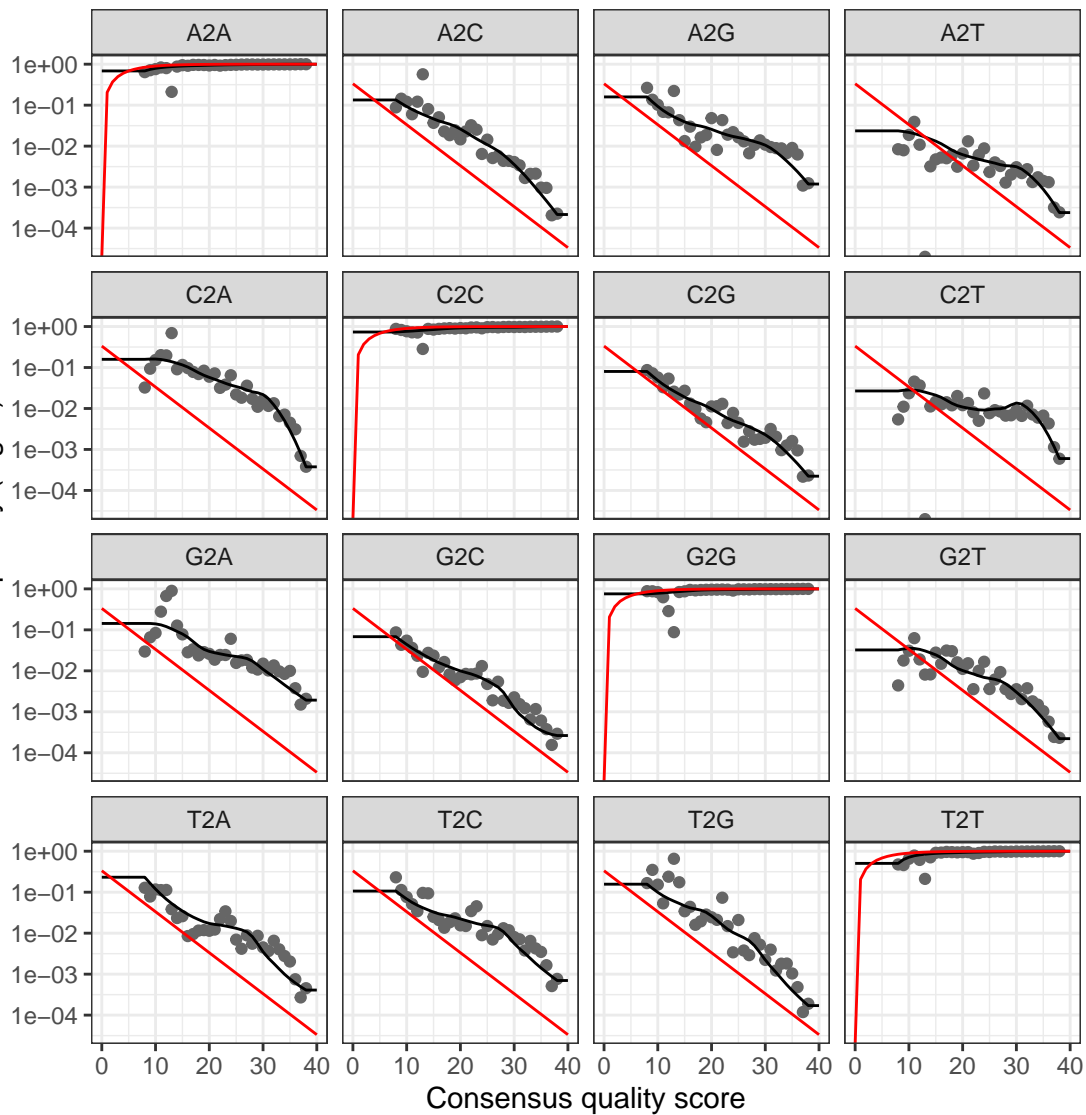 A2A A2C A2G A2T
1e+00
1e−01
1e−02
1e−03
1e−04
C2A C2C C2G C2T
1e+00
1e−01
1e−02
1e−03
1e−04
G2A G2C G2G G2T
1e+00
1e−01
1e−02
1e−03
1e−04
T2A T2C T2G T2T
1e+00
1e−01
1e−02
1e−03
1e−04
0 10 20 30 40 0 10 20 30 40 0 10 20 30 40 0 10 20 30 40
Consensus quality score